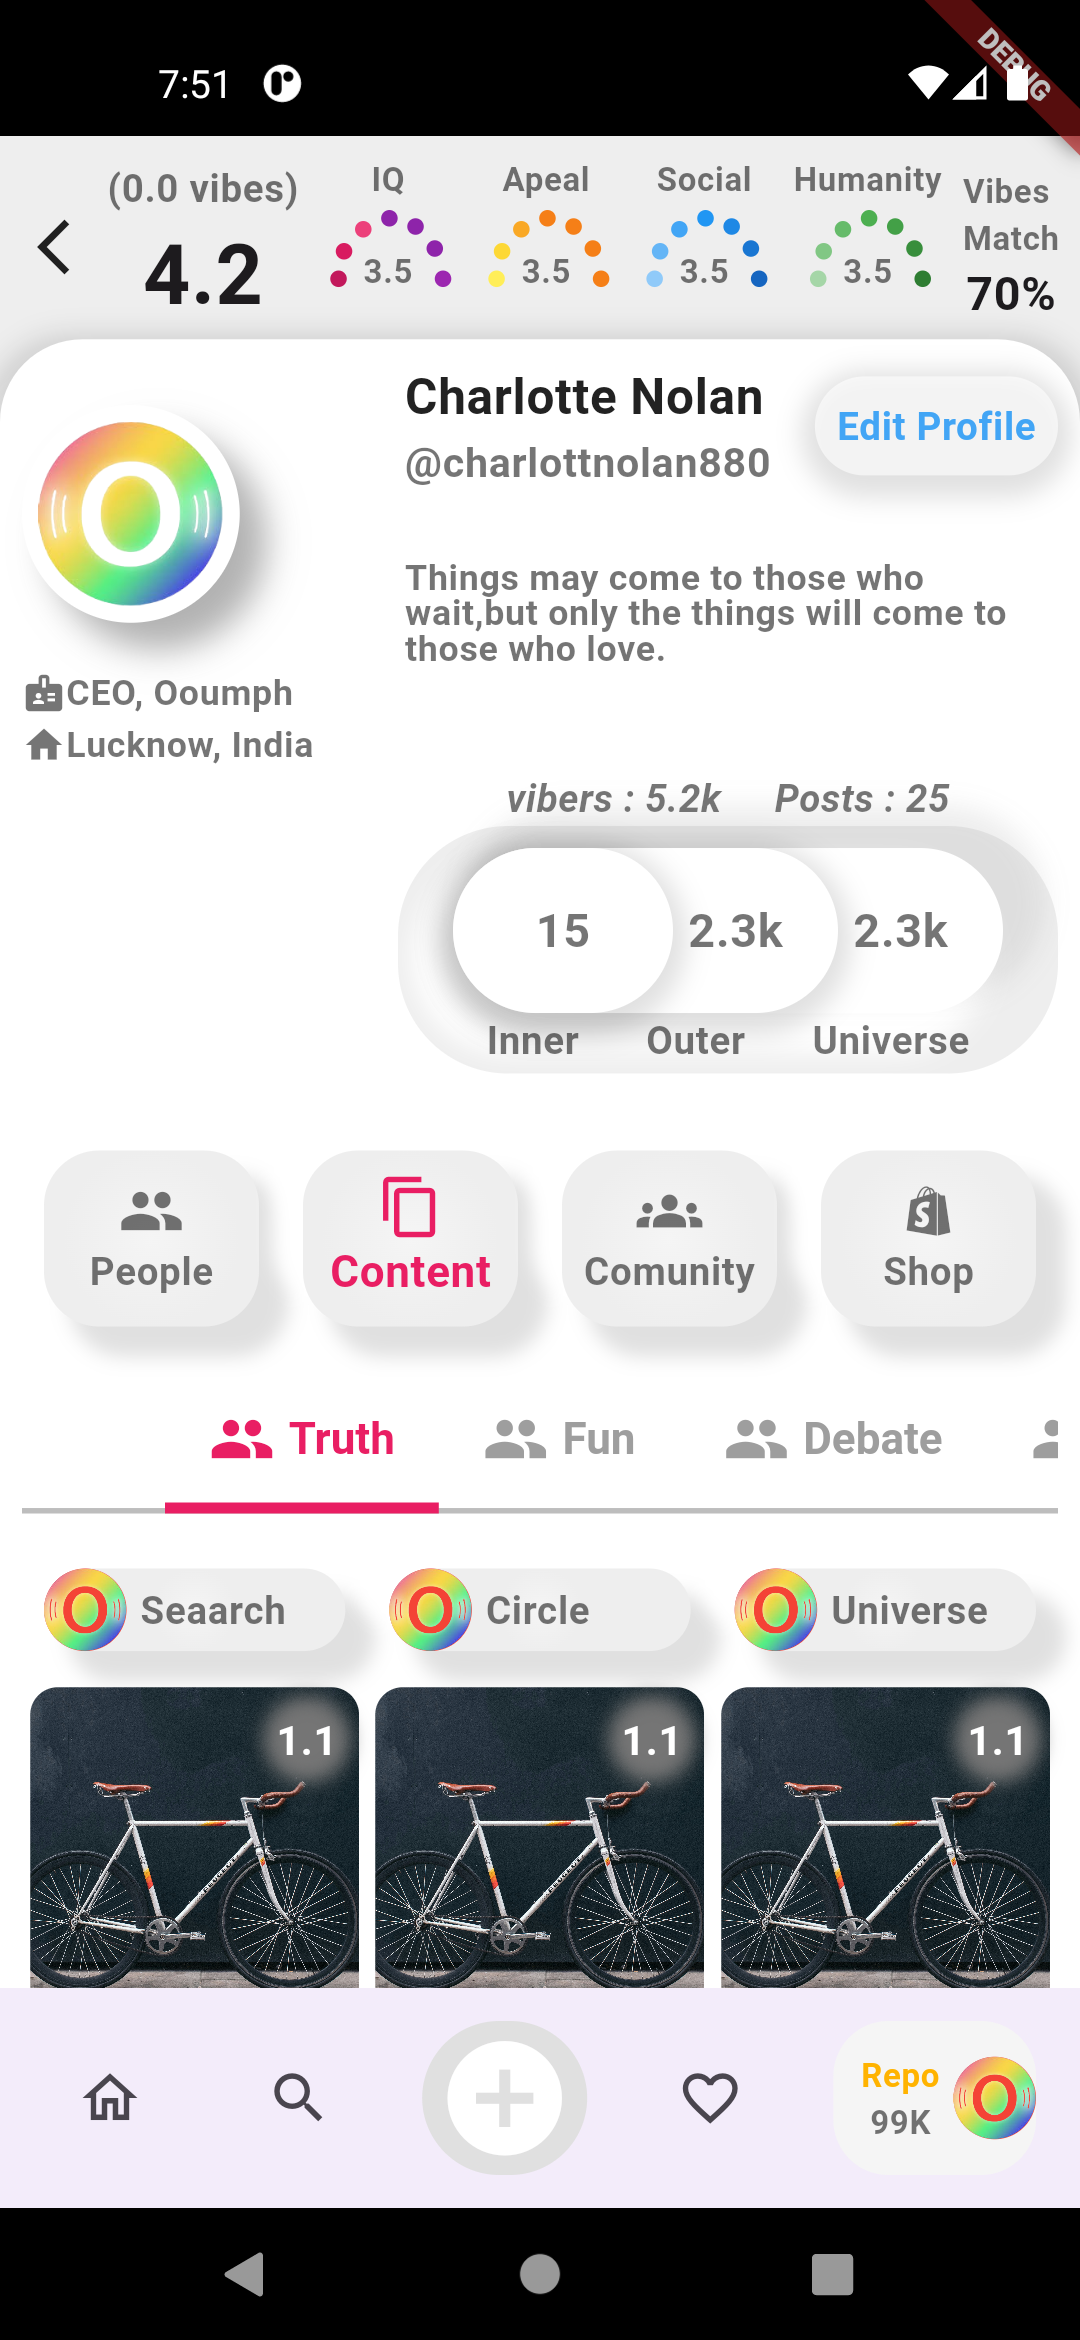 7:51
DEBUG
(0.0 vibes)
4.2
IQ
3.5
Apeal
3.5
Social
3.5
Humanity
3.5
Vibes
Match
70%
Charlotte Nolan
@charlottnolan880
Edit Profile
O
Things may come to those who
wait,but only the things will come to
those who love.
CEO, Ooumph
Lucknow, India
vibers : 5.2k Posts : 25
15 2.3k 2.3k
Inner Outer Universe
People Content Comunity Shop
Truth Fun Debate
O Seaarch O Circle O Universe
1.1 1.1 1.1
Repo
99K
O